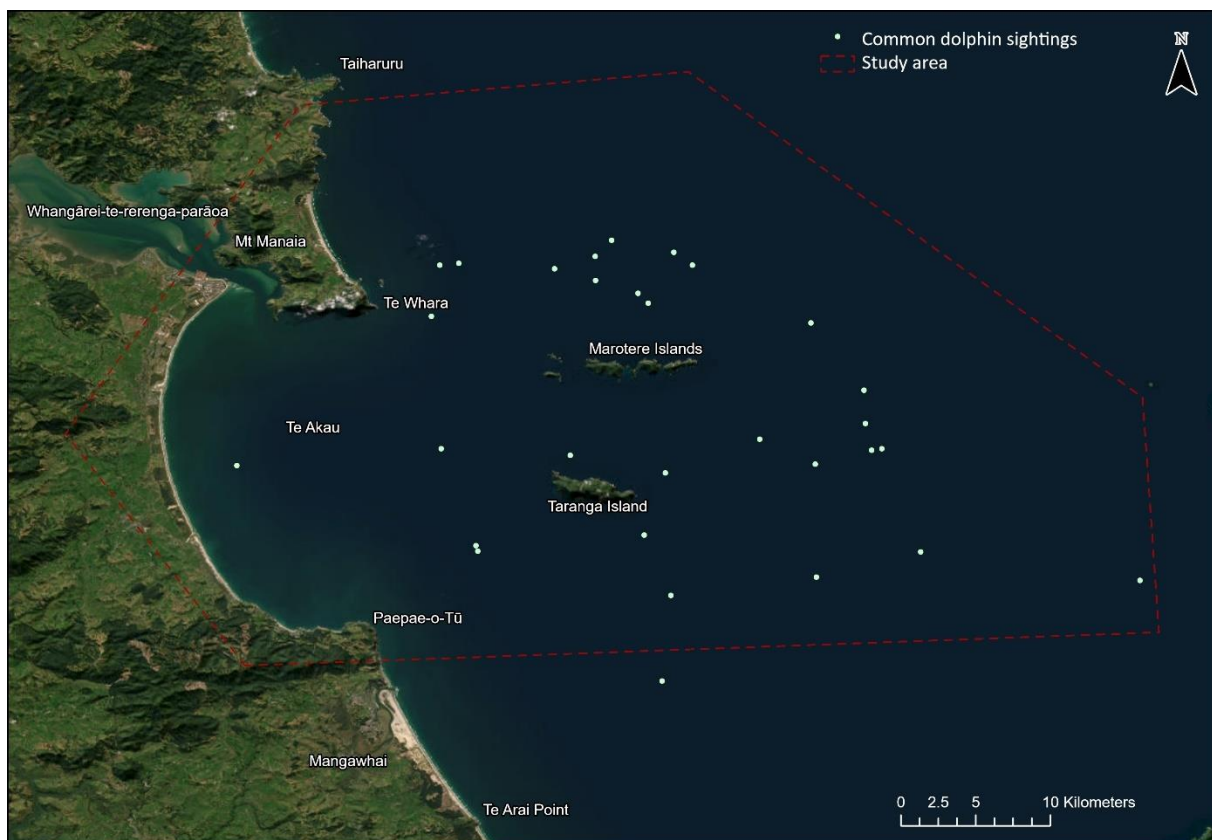 Common dolphin sightings
Study area
N
Taiharuru
Whangārei-te-rerenga-parāoa
Mt Manaia
Te Whara
Marotere Islands
Te Akau
Taranga Island
Paepae-o-Tū
Mangawhai
Te Arai Point
0 2.5 5 10 Kilometers